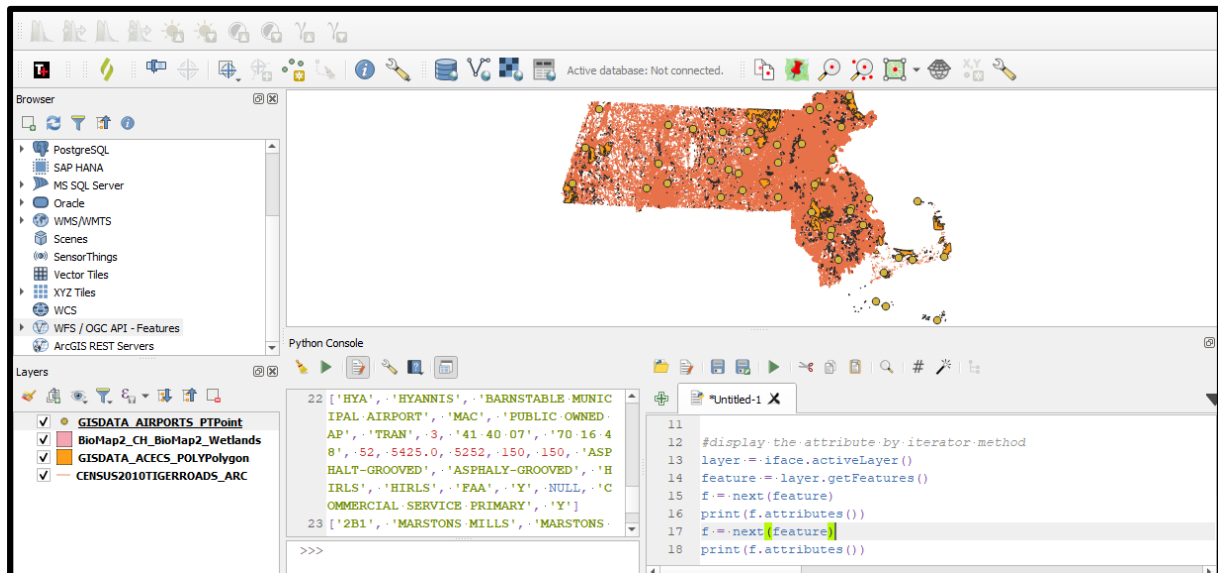 Active database: Not connected.
X,Y
Browser
PostgreSQL
SAP HANA
MS SQL Server
Oracle
WMS/WMTS
Scenes
SensorThings
Vector Tiles
XYZ Tiles
WCS
WFS / OGC API - Features
ArcGIS REST Servers
Layers
GISDATA_AIRPORTS_PTPoint
BioMap2_CH_BioMap2_Wetlands
GISDATA_ACECS_POLYPolygon
CENSUS2010TIGERROADS_ARC
Python Console
22 ['HYA', 'HYANNIS', 'BARNSTABLE MUNIC
IPAL AIRPORT', 'MAC', 'PUBLIC OWNED
AP', 'TRAN', 3, '41 40 07', '70 16 4
8', 52, 5425.0, 5252, 150, 150, 'ASP
HALT-GROOVED', 'ASPHALY-GROOVED', 'H
IRLS', 'HIRLS', 'FAA', 'Y', NULL, 'C
OMMERCIAL SERVICE PRIMARY', 'Y']
23 ['2B1', 'MARSTONS MILLS', 'MARSTONS
>>>
*Untitled-1
11
12 #display the attribute by iterator method
13 layer = iface.activeLayer()
14 feature = layer.getFeatures()
15 f = next(feature)
16 print(f.attributes())
17 f = next(feature)
18 print(f.attributes())